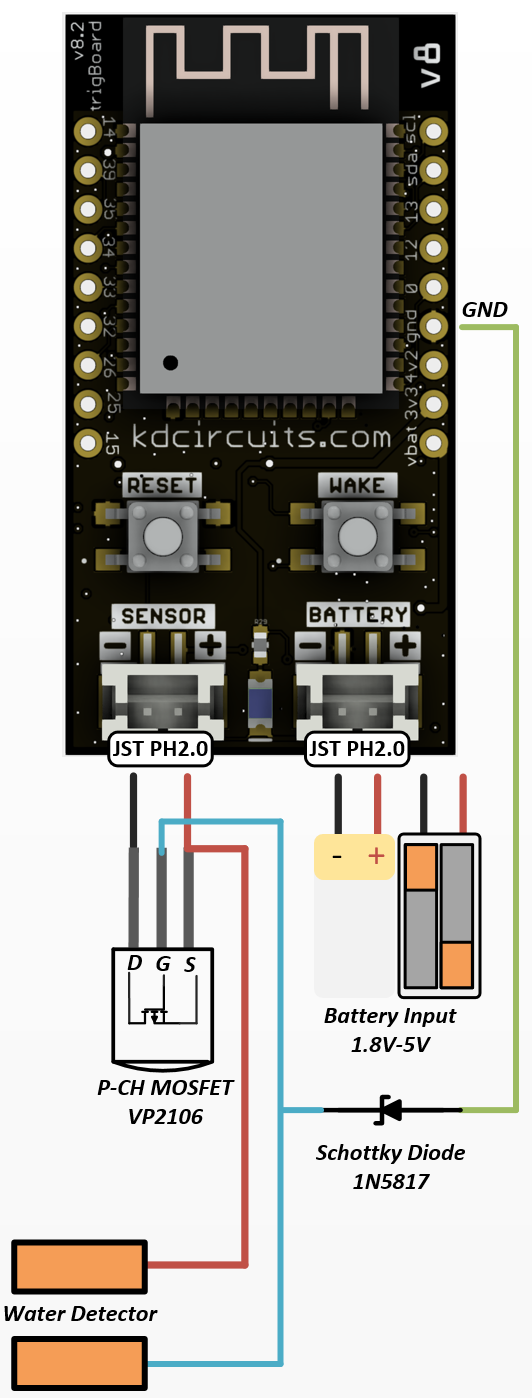 v8.2
trigBoard
v8
14
39
35
34
33
32
26
25
15
scl
sda
13
12
0
gnd
4v2
3v3
vbat
GND
kdcircuits.com
RESET
WAKE
SENSOR
BATTERY
- +
- +
R29
JST PH2.0
JST PH2.0
- +
D G S
Battery Input
1.8V-5V
P-CH MOSFET
VP2106
Schottky Diode
1N5817
Water Detector